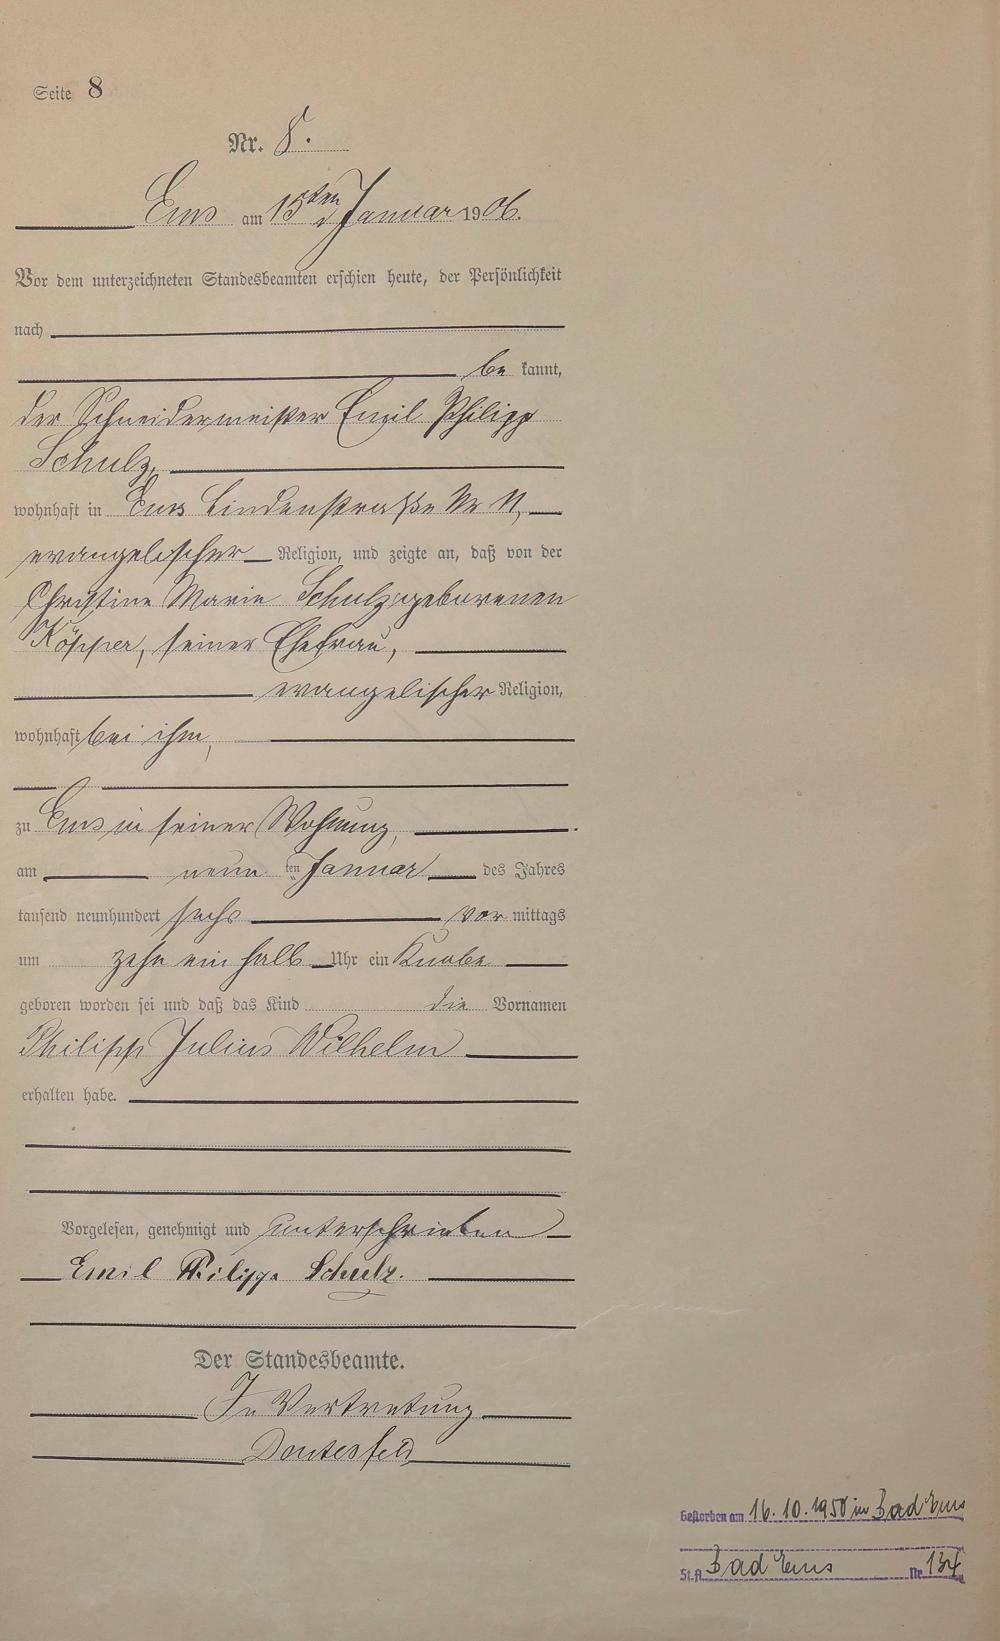 Seite 8
Nr. 8.
Ems am 15ten Januar 1906.
Vor dem unterzeichneten Standesbeamten erschien heute, der Persönlichkeit
nach
be kannt,
der Schneidermeister Emil Philipp
Schulz,
wohnhaft in Ems Lindenstraße Nr 11,
evangelischer Religion, und zeigte an, daß von der
Christine Marie Schulz geborenen
Köpper, seiner Ehefrau,
evangelischer Religion,
wohnhaft bei ihm,
zu Ems in seiner Wohnung,
am neun ten Januar des Jahres
tausend neunhundert sechs vor mittags
um zehn ein halb Uhr ein Knabe
geboren worden sei und daß das Kind die Vornamen
Philipp Julius Wilhelm
erhalten habe.
Vorgelesen, genehmigt und unterschrieben
Emil Philipp Schulz.
Der Standesbeamte.
In Vertretung
Gestorben am 16.10.1950 in Bad Ems
St.A. Bad Ems Nr. 134